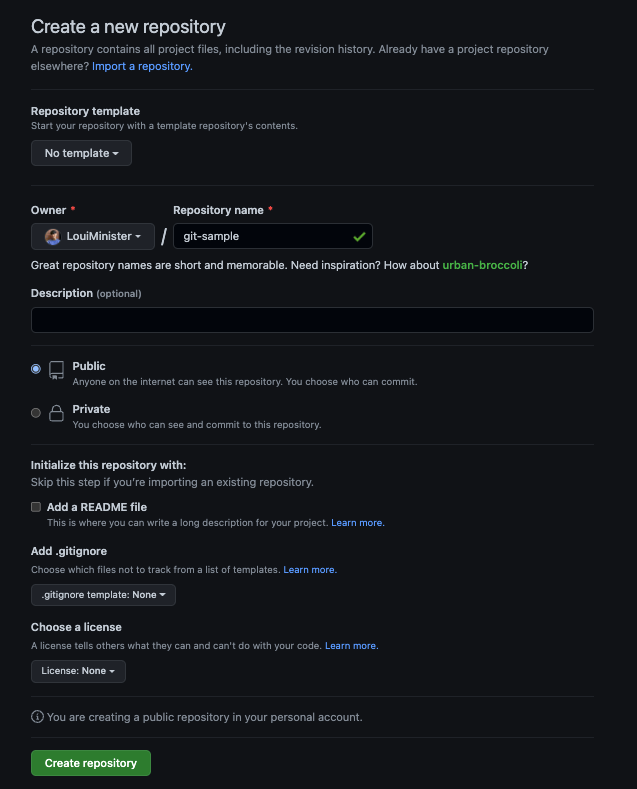 Create a new repository
A repository contains all project files, including the revision history. Already have a project repository
elsewhere? Import a repository.
Repository template
Start your repository with a template repository's contents.
No template
Owner *
Repository name *
LouiMinister
/
git-sample
Great repository names are short and memorable. Need inspiration? How about urban-broccoli?
Description (optional)
Public
Anyone on the internet can see this repository. You choose who can commit.
Private
You choose who can see and commit to this repository.
Initialize this repository with:
Skip this step if you're importing an existing repository.
Add a README file
This is where you can write a long description for your project. Learn more.
Add .gitignore
Choose which files not to track from a list of templates. Learn more.
.gitignore template: None
Choose a license
A license tells others what they can and can't do with your code. Learn more.
License: None
You are creating a public repository in your personal account.
Create repository